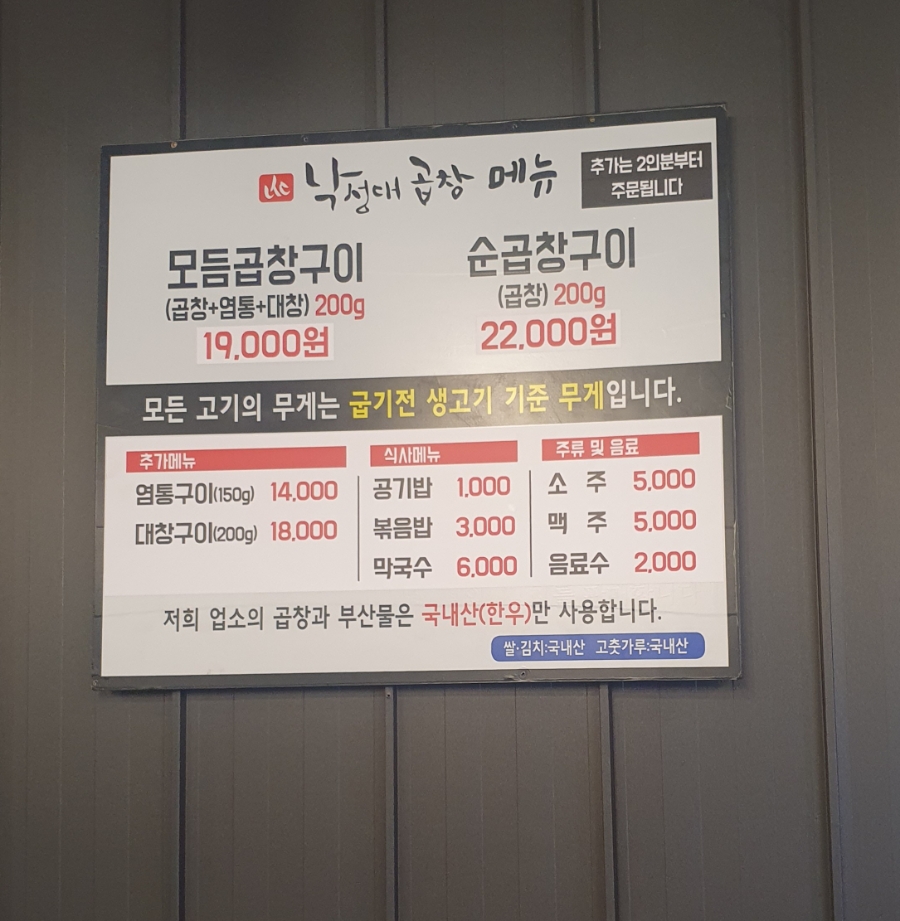 낙성대 곱창 메뉴
추가는 2인분부터
주문됩니다
모듬곱창구이
(곱창+염통+대창) 200g
19,000원
순곱창구이
(곱창) 200g
22,000원
모든 고기의 무게는 굽기전 생고기 기준 무게입니다.
추가메뉴
염통구이(150g) 14,000
대창구이(200g) 18,000
식사메뉴
공기밥 1,000
볶음밥 3,000
막국수 6,000
주류 및 음료
소 주 5,000
맥 주 5,000
음료수 2,000
저희 업소의 곱창과 부산물은 국내산(한우)만 사용합니다.
쌀·김치:국내산 고춧가루:국내산